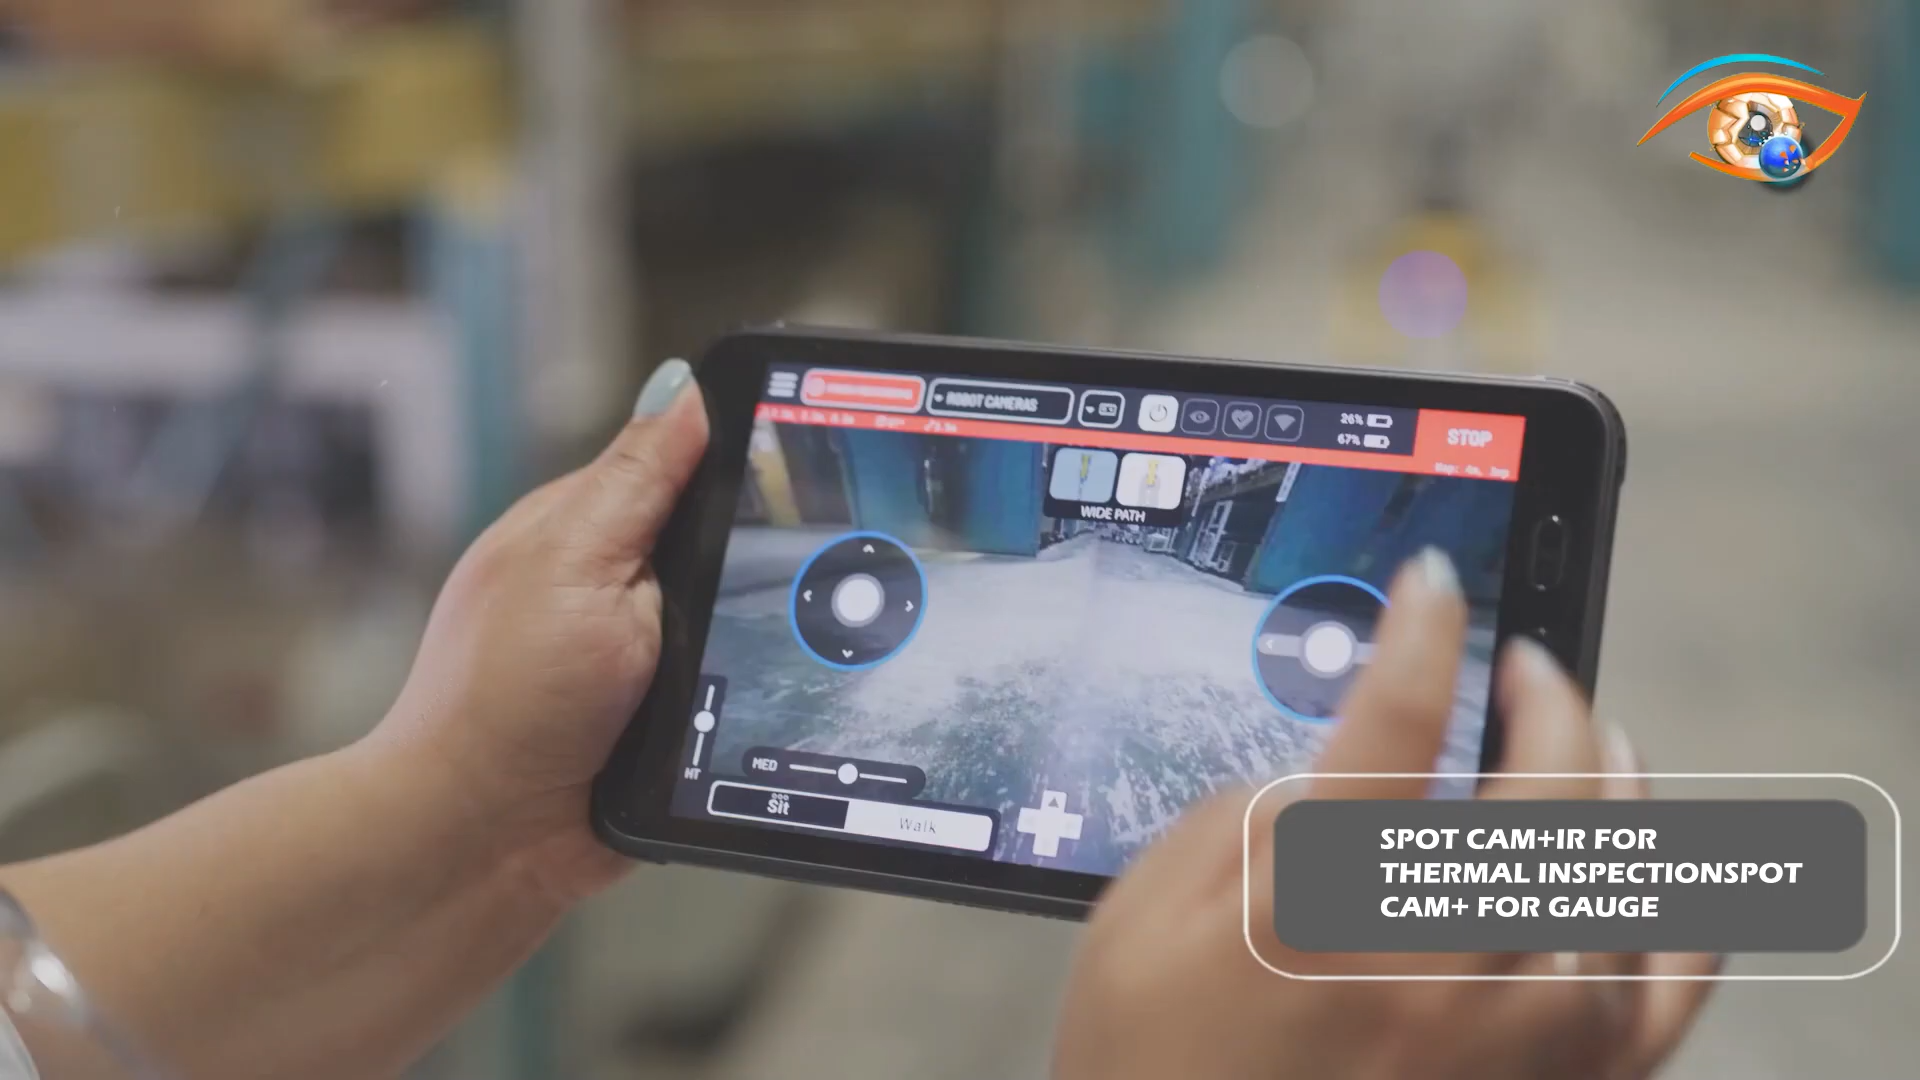 ROBOT CAMERAS
26%
67%
STOP
WIDE PATH
MED
Sit
Walk
SPOT CAM+IR FOR
THERMAL INSPECTIONSPOT
CAM+ FOR GAUGE